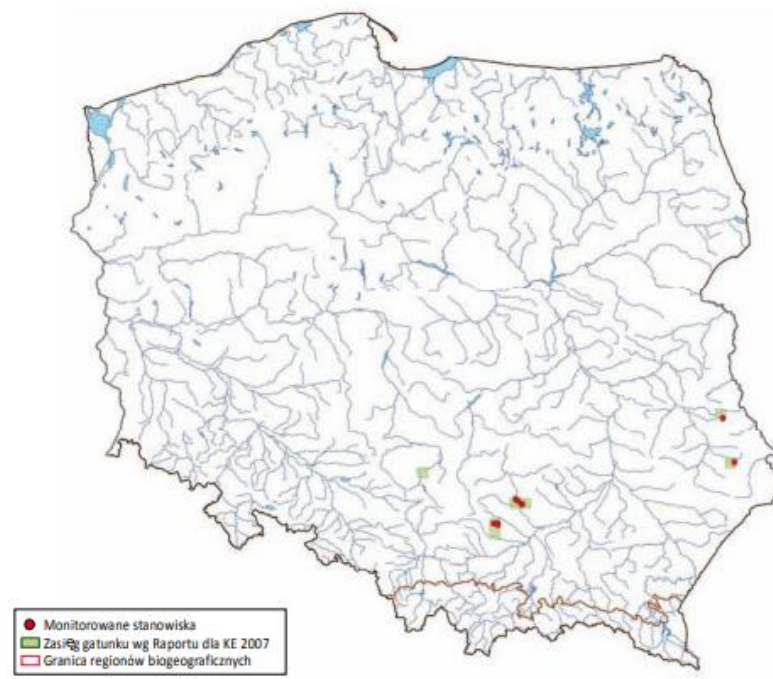 Monitorowane stanowiska
Zasięg gatunku wg Raportu dla KE 2007
Granica regionów biogeograficznych